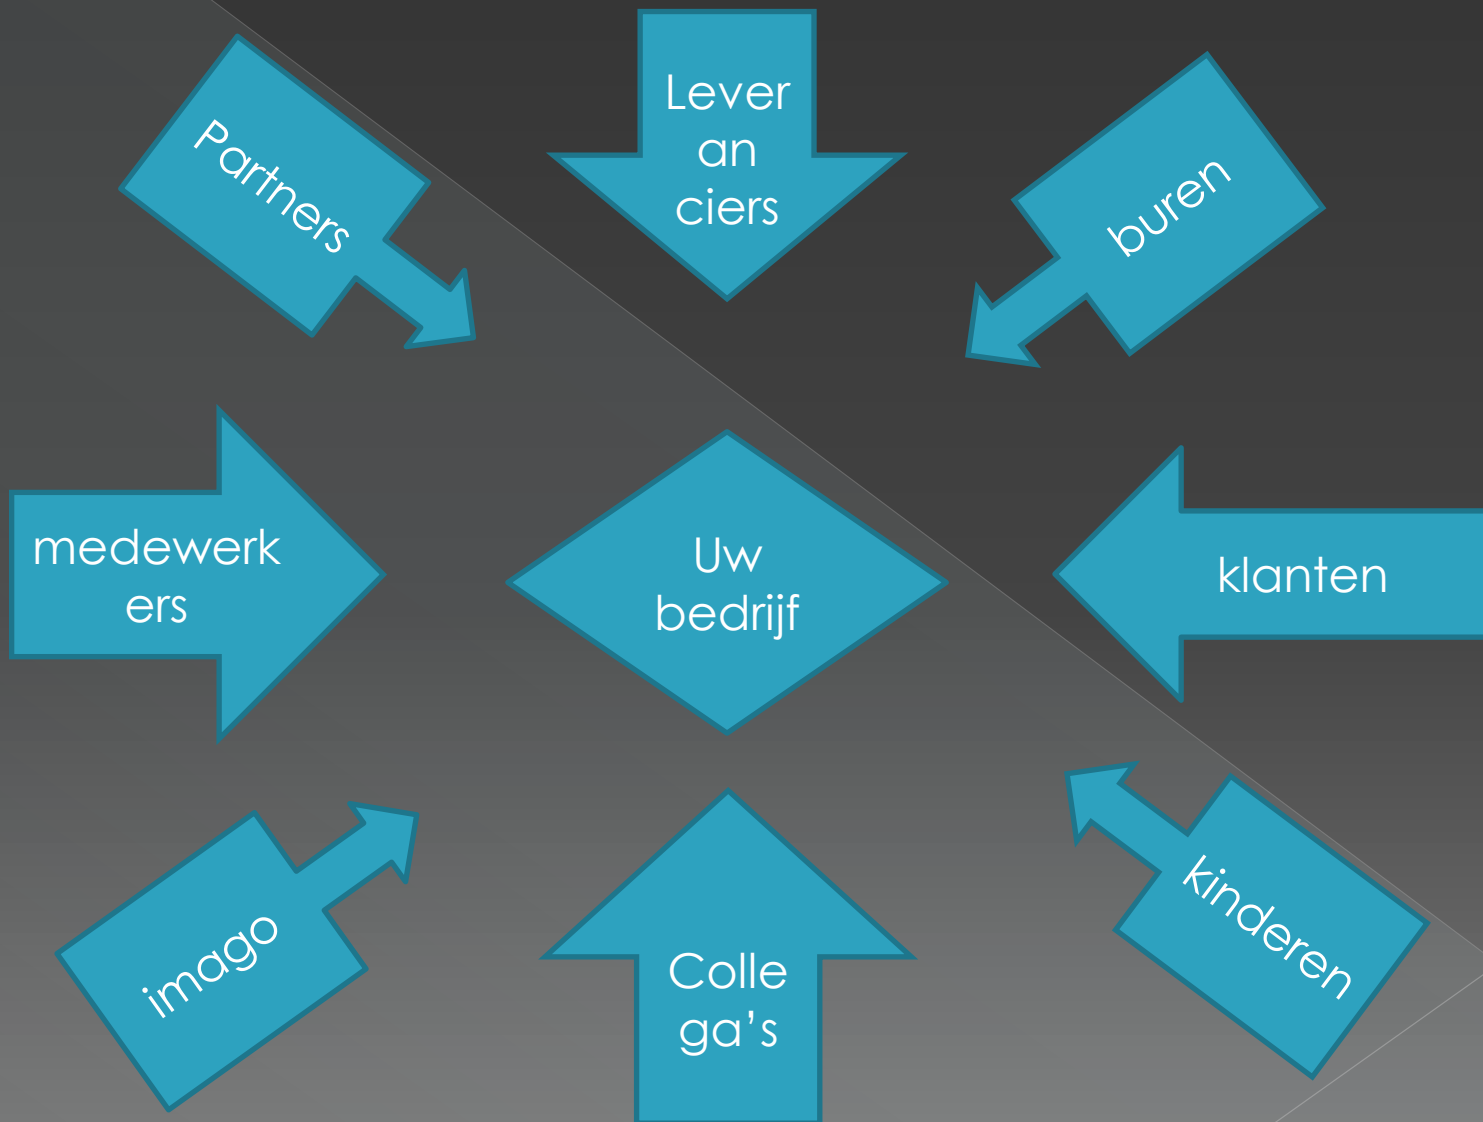 Partners
Lever
an
ciers
buren
medewerk
ers
Uw
bedrijf
klanten
imago
Colle
ga's
kinderen